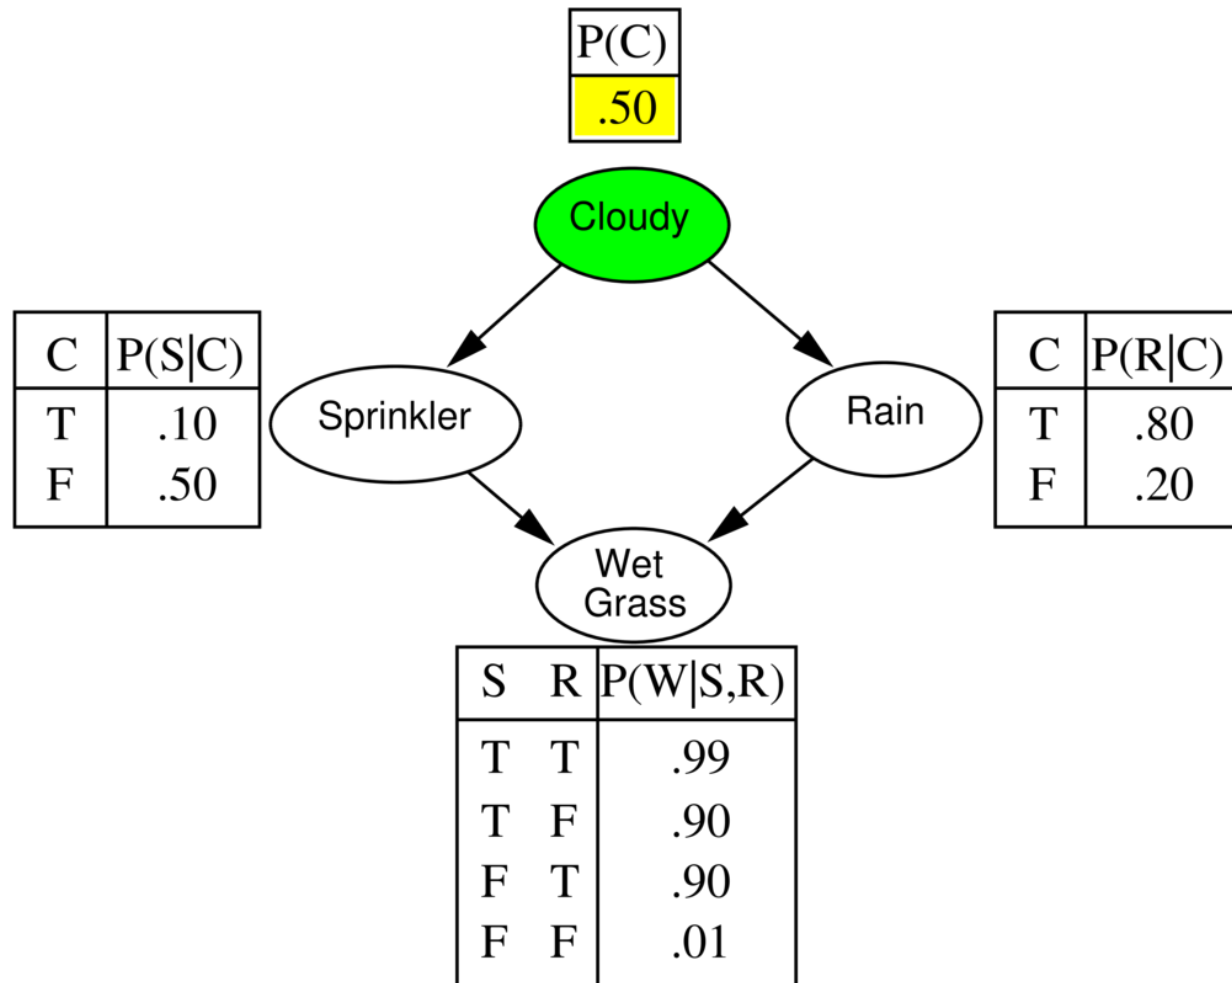 P(C)
.50
Cloudy
C P(S|C)
T .10
F .50
Sprinkler
Rain
C P(R|C)
T .80
F .20
Wet
Grass
S R P(W|S,R)
T T .99
T F .90
F T .90
F F .01